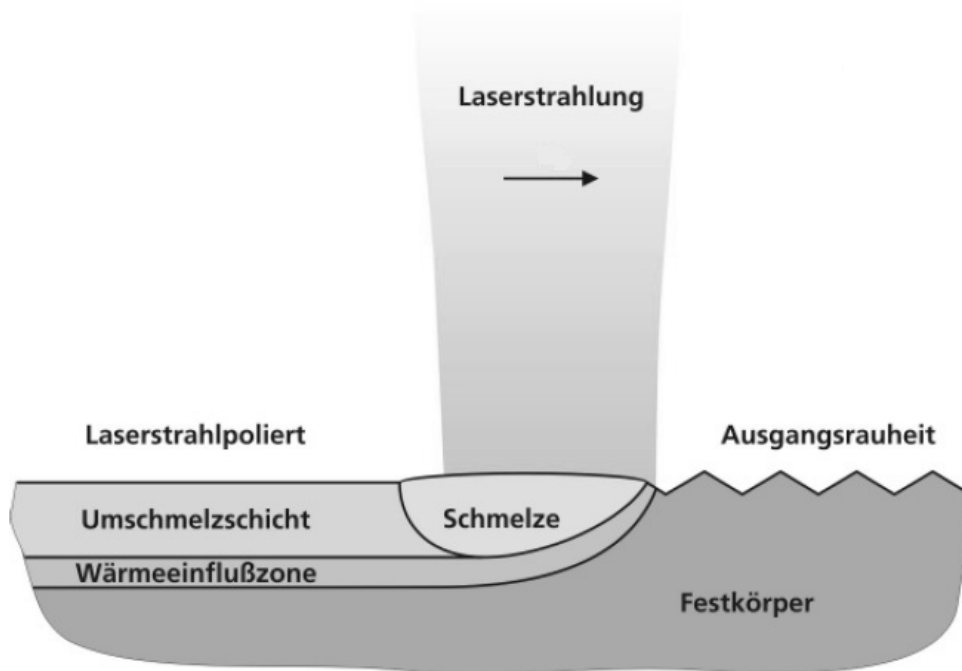 Laserstrahlung
Laserstrahlpoliert
Ausgangsrauheit
Umschmelzschicht
Schmelze
Wärmeeinflußzone
Festkörper